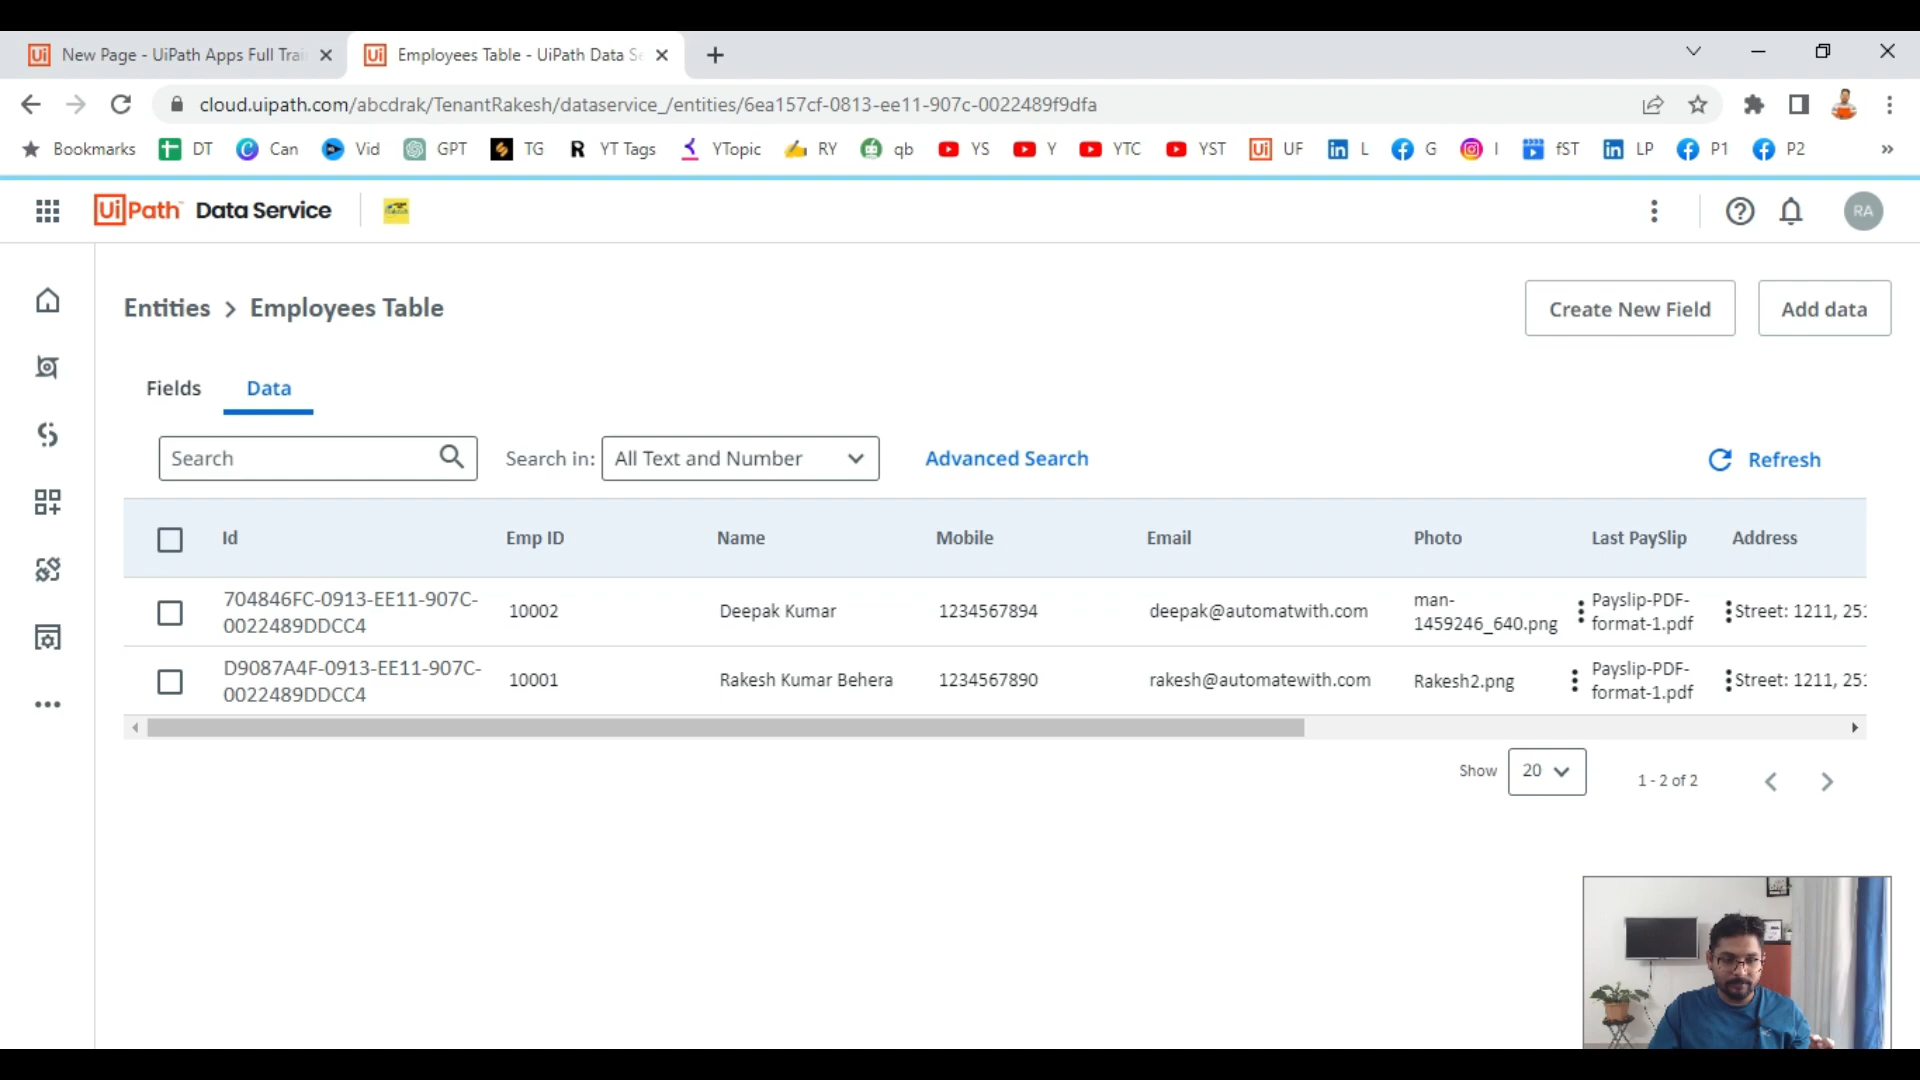 New Page - UiPath Apps Full Trai
Employees Table - UiPath Data Se
cloud.uipath.com/abcdrak/TenantRakesh/dataservice_/entities/6ea157cf-0813-ee11-907c-0022489f9dfa
Bookmarks DT Can Vid GPT TG YT Tags YTopic RY qb YS Y YTC YST UF L G I fST LP P1 P2 »
UiPath Data Service
RA
Entities > Employees Table
Create New Field
Add data
Fields
Data
Search
Search in: All Text and Number
Advanced Search
Refresh
Id Emp ID Name Mobile Email Photo Last PaySlip Address
704846FC-0913-EE11-907C-
0022489DDCC4
10002
Deepak Kumar
1234567894
deepak@automatwith.com
man-
1459246_640.png
Payslip-PDF-
format-1.pdf
Street: 1211, 251
D9087A4F-0913-EE11-907C-
0022489DDCC4
10001
Rakesh Kumar Behera
1234567890
rakesh@automatewith.com
Rakesh2.png
Payslip-PDF-
format-1.pdf
Street: 1211, 251
Show 20 1 - 2 of 2